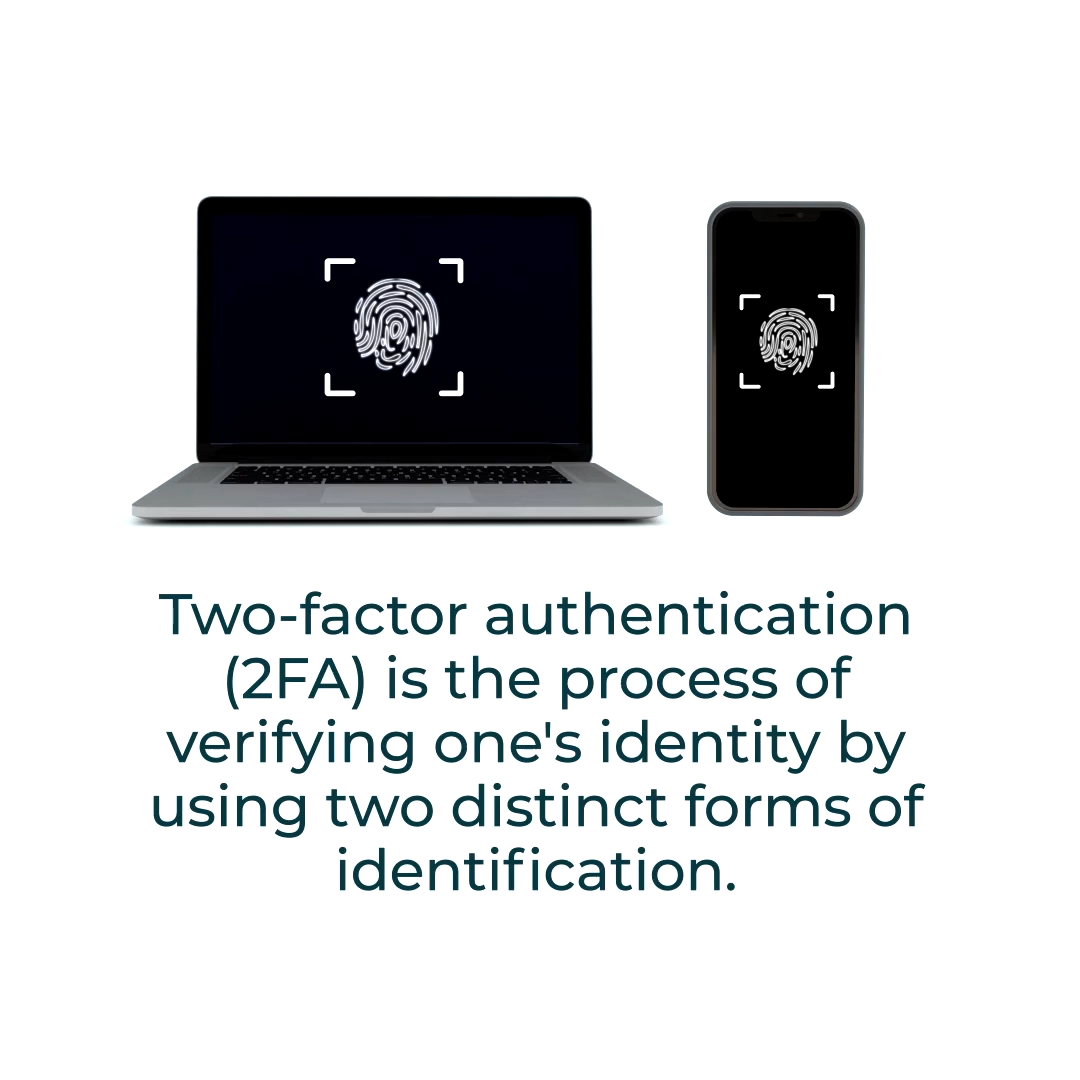 Two-factor authentication
(2FA) is the process of
verifying one's identity by
using two distinct forms of
identification.